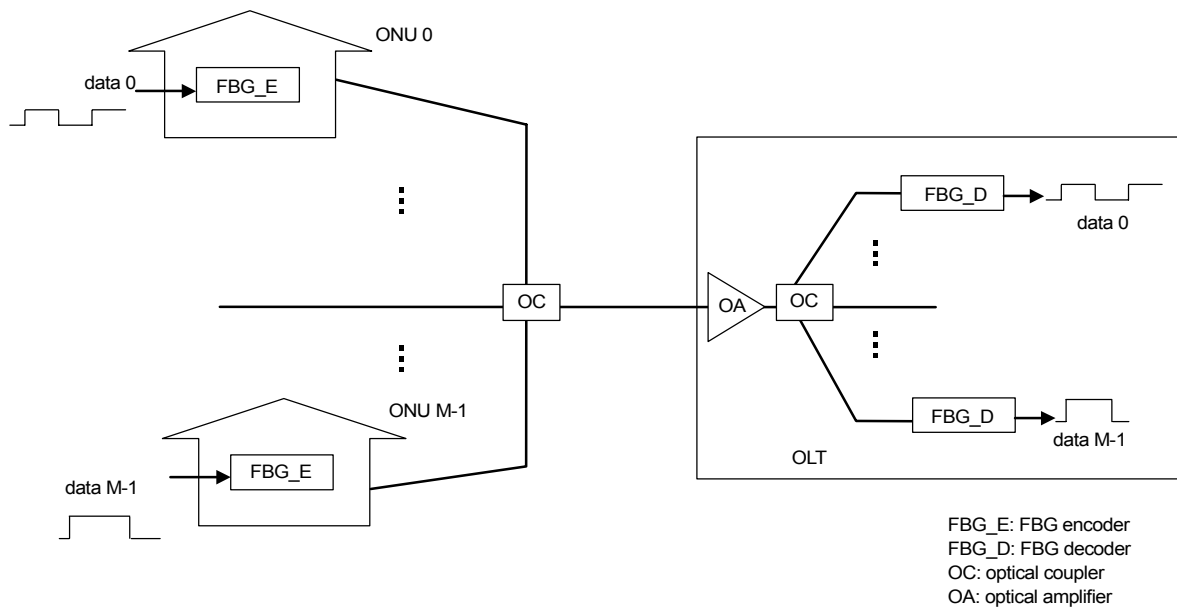 ONU 0
data 0
FBG_E
FBG_D
data 0
OC
OA
OC
ONU M-1
FBG_E
data M-1
FBG_D
data M-1
OLT
FBG_E: FBG encoder
FBG_D: FBG decoder
OC: optical coupler
OA: optical amplifier